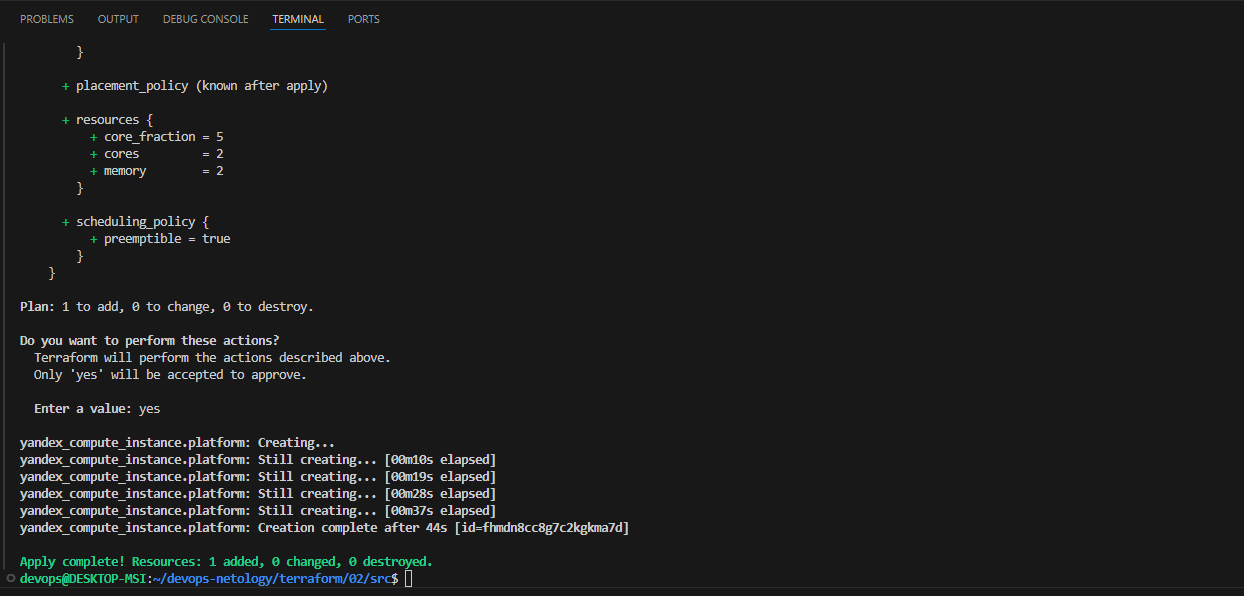 PROBLEMS OUTPUT DEBUG CONSOLE TERMINAL PORTS
}
+ placement_policy (known after apply)
+ resources {
+ core_fraction = 5
+ cores = 2
+ memory = 2
}
+ scheduling_policy {
+ preemptible = true
}
}
Plan: 1 to add, 0 to change, 0 to destroy.
Do you want to perform these actions?
Terraform will perform the actions described above.
Only 'yes' will be accepted to approve.
Enter a value: yes
yandex_compute_instance.platform: Creating...
yandex_compute_instance.platform: Still creating... [00m10s elapsed]
yandex_compute_instance.platform: Still creating... [00m19s elapsed]
yandex_compute_instance.platform: Still creating... [00m28s elapsed]
yandex_compute_instance.platform: Still creating... [00m37s elapsed]
yandex_compute_instance.platform: Creation complete after 44s [id=fhmdn8cc8g7c2kgkma7d]
Apply complete! Resources: 1 added, 0 changed, 0 destroyed.
devops@DESKTOP-MSI:~/devops-netology/terraform/02/src$